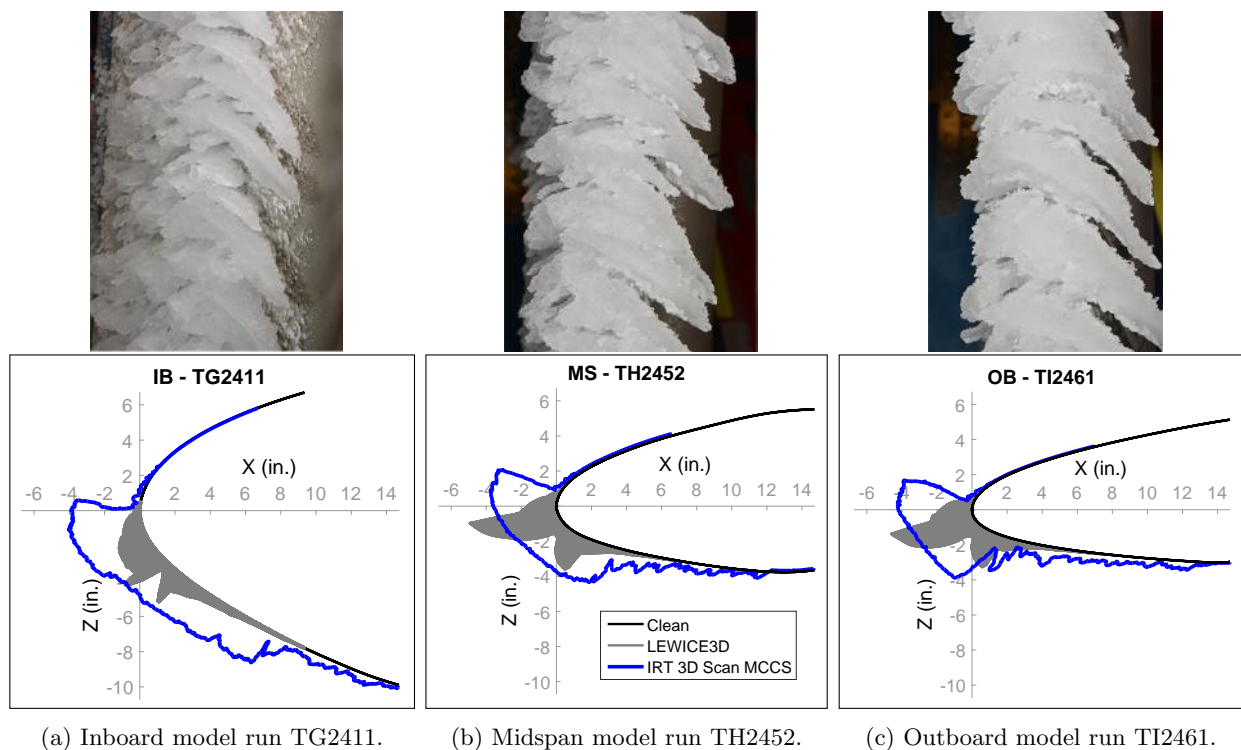 IB - TG2411
6
4
2
X (in.)
-6 -4 -2 2 4 6 8 10 12 14
-2
-4
-6
-8
-10
Z (in.)
MS - TH2452
6
4
2
X (in.)
-6 -4 -2 2 4 6 8 10 12 14
-2
-4
-6
-8
-10
Z (in.)
Clean
LEWICE3D
IRT 3D Scan MCCS
OB - TI2461
6
4
2
X (in.)
-6 -4 -2 2 4 6 8 10 12 14
-2
-4
-6
-8
-10
Z (in.)
(a) Inboard model run TG2411.
(b) Midspan model run TH2452.
(c) Outboard model run TI2461.